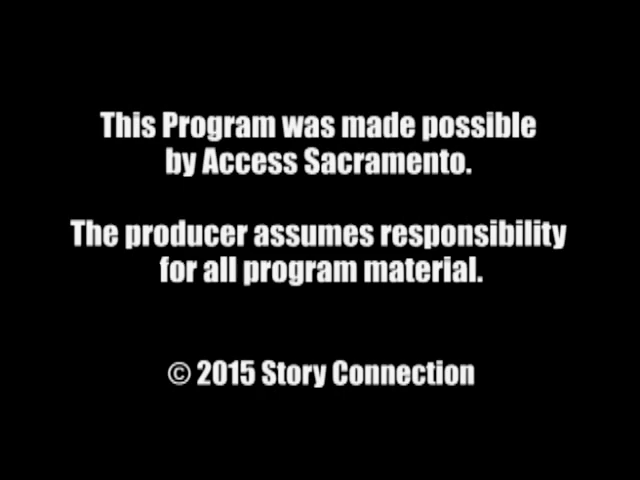 This Program was made possible
by Access Sacramento.
The producer assumes responsibility
for all program material.
© 2015 Story Connection